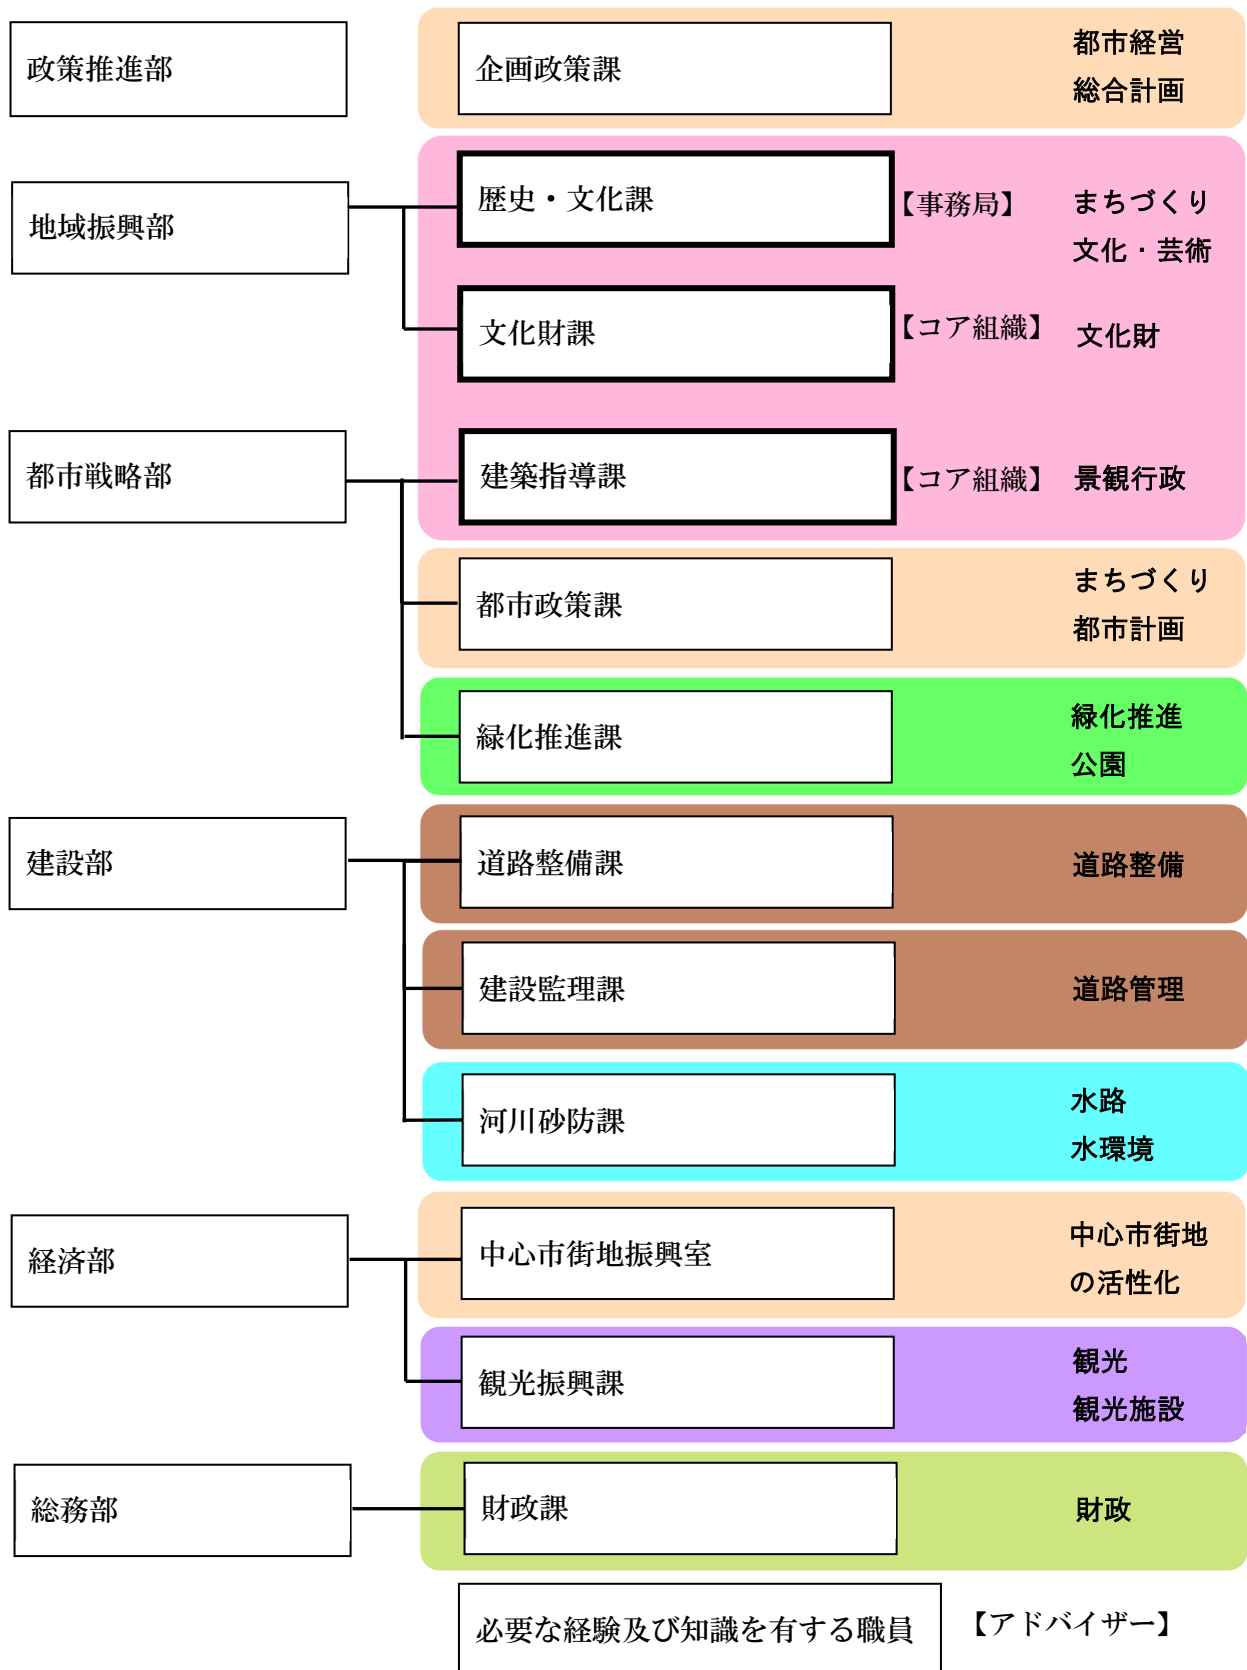 政策推進部
企画政策課
都市経営
総合計画
地域振興部
歴史・文化課
【事務局】
まちづくり
文化・芸術
文化財課
【コア組織】
文化財
都市戦略部
建築指導課
【コア組織】
景観行政
都市政策課
まちづくり
都市計画
緑化推進課
緑化推進
公園
建設部
道路整備課
道路整備
建設監理課
道路管理
河川砂防課
水路
水環境
経済部
中心市街地振興室
中心市街地
の活性化
観光振興課
観光
観光施設
総務部
財政課
財政
必要な経験及び知識を有する職員
【アドバイザー】